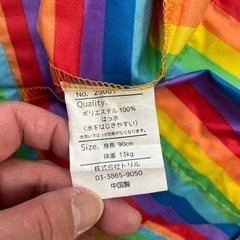 No. 29001
Quality.
ポリエステル100%
はっ水
（水をはじきやすい）
Size. 身長 90cm
体重 13kg
株式会社トリル
03-3865-9050
中国製